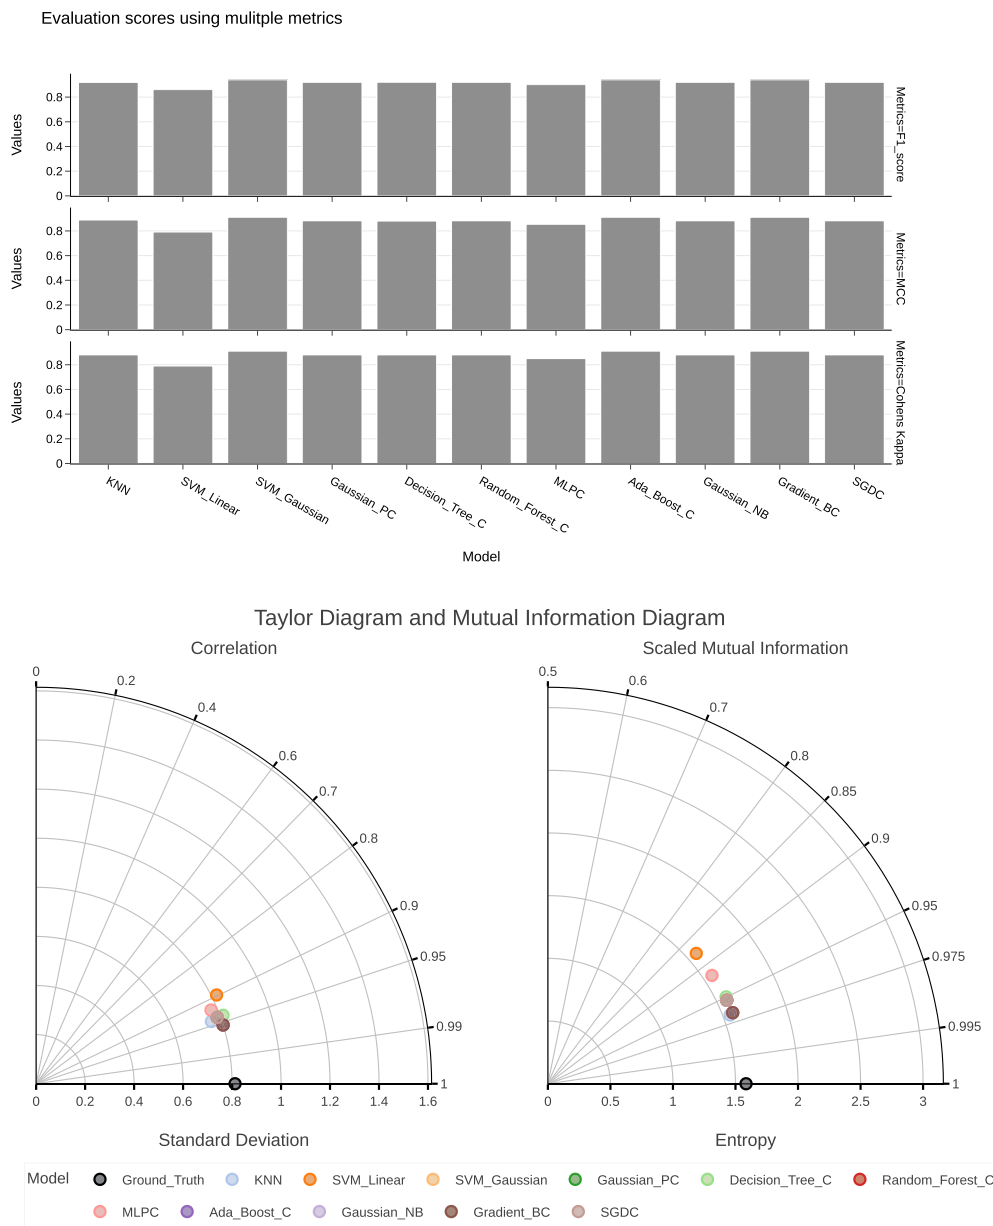 Evaluation scores using mulitple metrics
Values
0.8
0.6
0.4
0.2
0
Metrics=F1_score
Values
0.8
0.6
0.4
0.2
0
Metrics=MCC
Values
0.8
0.6
0.4
0.2
0
Metrics=Cohens Kappa
KNN SVM_Linear SVM_Gaussian Gaussian_PC Decision_Tree_C Random_Forest_C MLPC Ada_Boost_C Gaussian_NB Gradient_BC SGDC
Model
Taylor Diagram and Mutual Information Diagram
Correlation
0
0.2
0.4
0.6
0.7
0.8
0.9
0.95
0.99
1
0 0.2 0.4 0.6 0.8 1 1.2 1.4 1.6
Standard Deviation
Scaled Mutual Information
0.5
0.6
0.7
0.8
0.85
0.9
0.95
0.975
0.995
1
0 0.5 1 1.5 2 2.5 3
Entropy
Model Ground_Truth KNN SVM_Linear SVM_Gaussian Gaussian_PC Decision_Tree_C Random_Forest_C
MLPC Ada_Boost_C Gaussian_NB Gradient_BC SGDC